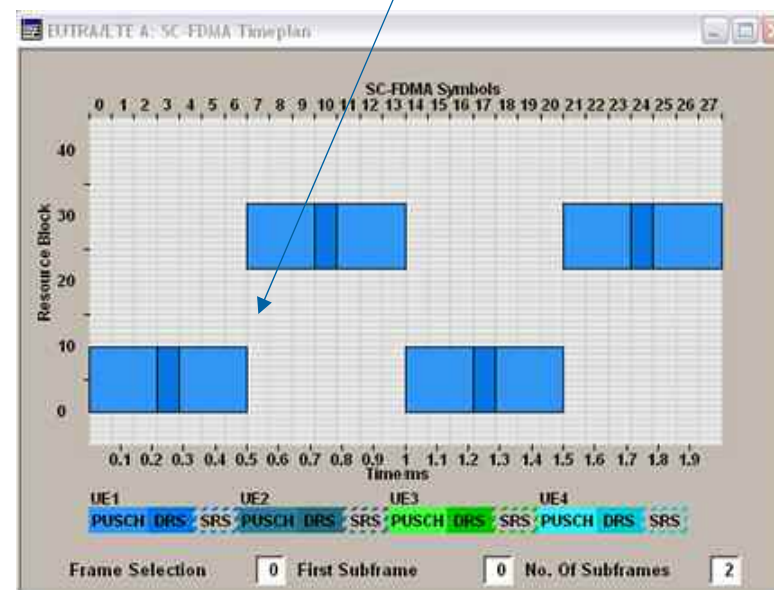 EUTRA/LTE A: SC-FDMA Timeplan
SC-FDMA Symbols
0 1 2 3 4 5 6 7 8 9 10 11 12 13 14 15 16 17 18 19 20 21 22 23 24 25 26 27
40
30
20
10
0
Resource Block
0.1 0.2 0.3 0.4 0.5 0.6 0.7 0.8 0.9 1 1.1 1.2 1.3 1.4 1.5 1.6 1.7 1.8 1.9
Time ms
UE1 UE2 UE3 UE4
PUSCH DRS SRS PUSCH DRS SRS PUSCH DRS SRS PUSCH DRS SRS
Frame Selection 0 First Subframe 0 No. Of Subframes 2